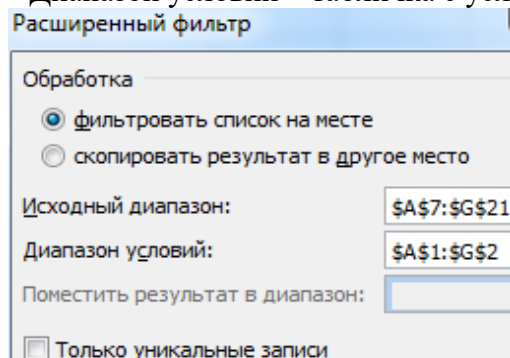 Расширенный фильтр
Обработка
фильтровать список на месте
скопировать результат в другое место
Исходный диапазон: $A$7:$G$21
Диапазон условий: $A$1:$G$2
Поместить результат в диапазон:
Только уникальные записи